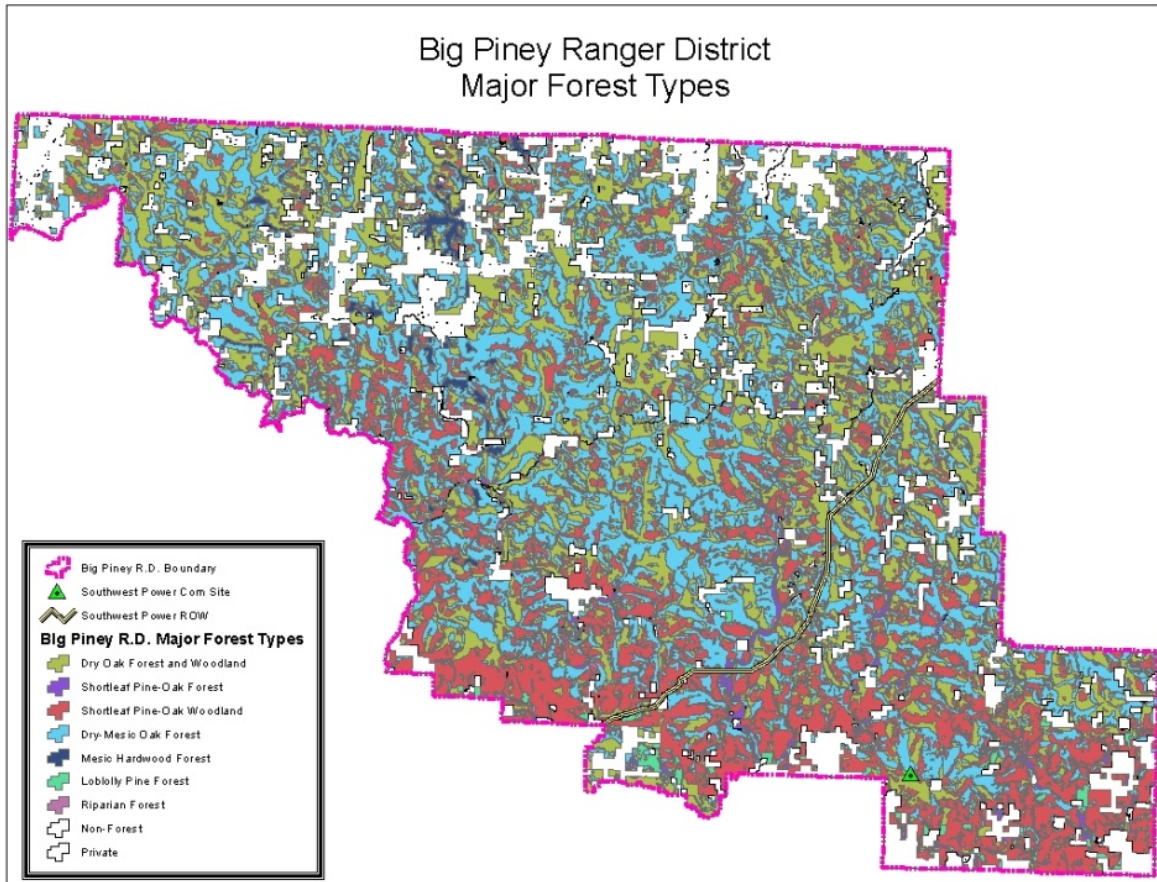 Big Piney Ranger District
Major Forest Types
Big Piney R.D. Boundary
Southwest Power Com Site
Southwest Power ROW
Big Piney R.D. Major Forest Types
Dry Oak Forest and Woodland
Shortleaf Pine-Oak Forest
Shortleaf Pine-Oak Woodland
Dry-Mesic Oak Forest
Mesic Hardwood Forest
Loblolly Pine Forest
Riparian Forest
Non-Forest
Private